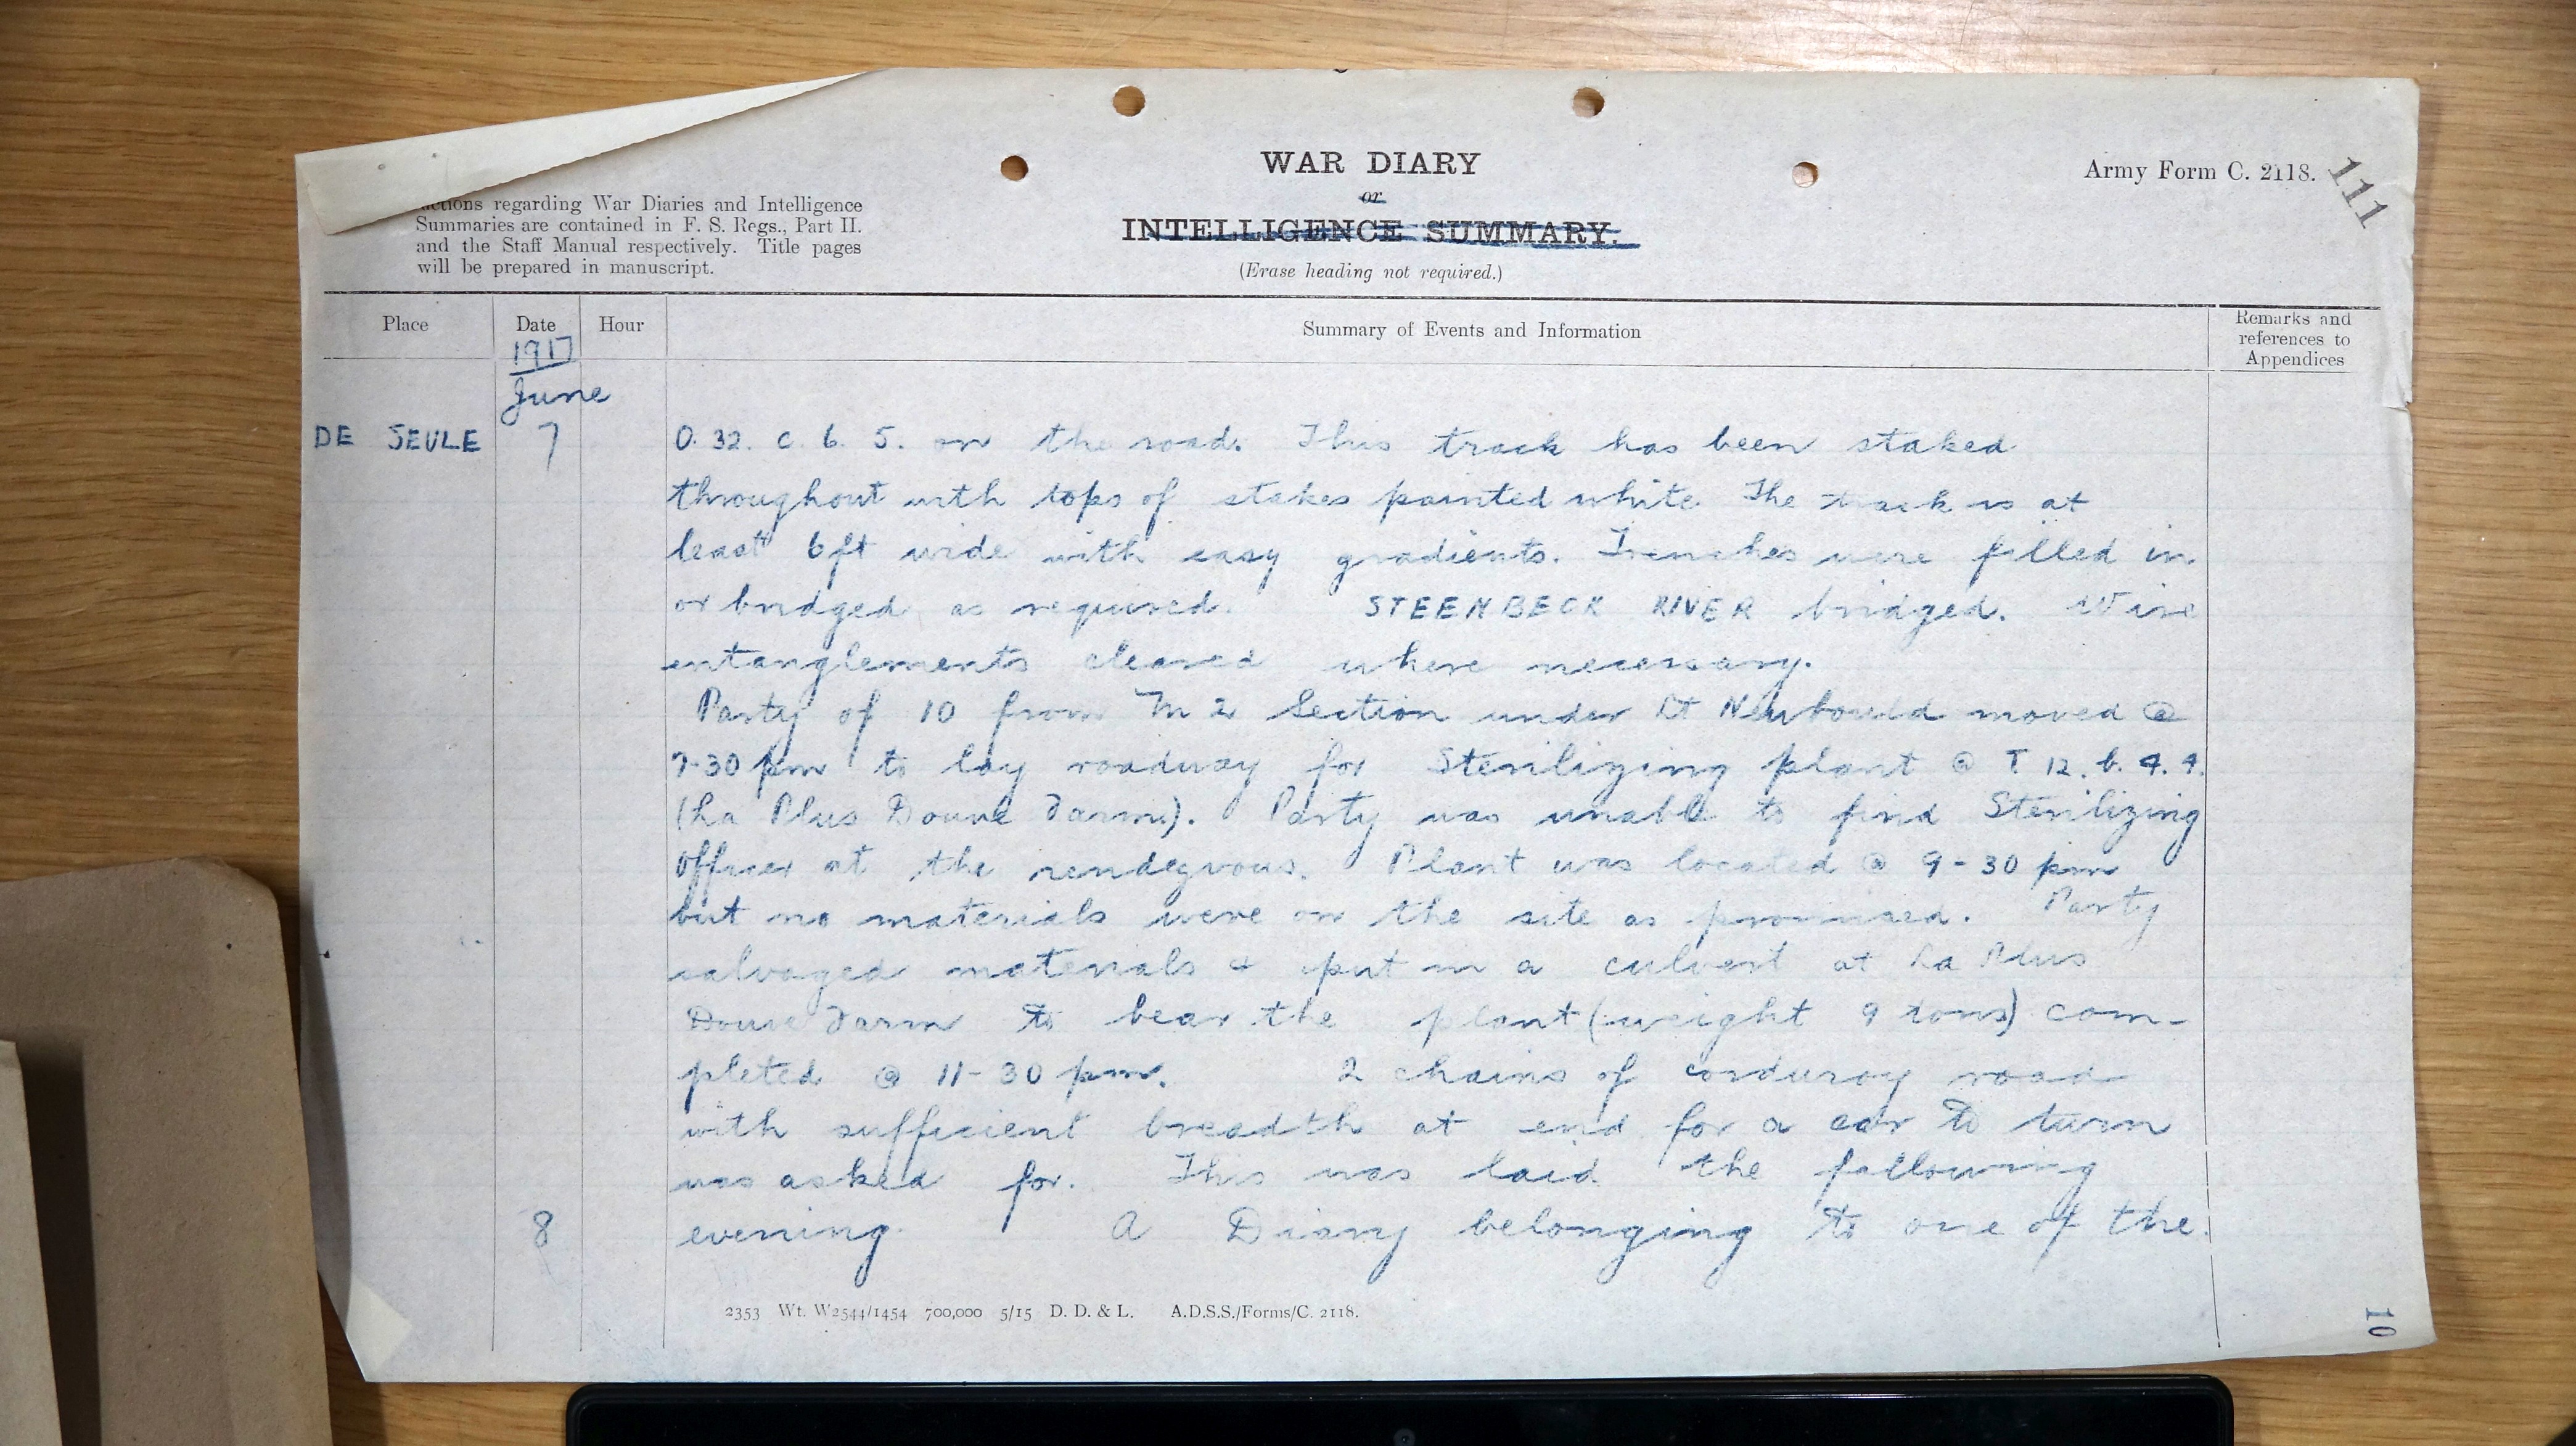 WAR DIARY
or
INTELLIGENCE SUMMARY.
(Erase heading not required.)
Army Form C. 2118.
111
regarding War Diaries and Intelligence
Summaries are contained in F. S. Regs., Part II.
and the Staff Manual respectively. Title pages
will be prepared in manuscript.
Place
Date
Hour
Summary of Events and Information
Remarks and
references to
Appendices
1917
June
DE SEULE 7 O. 32. c. 6. 5. on the road. This track has been staked
throughout with tops of stakes painted white The track is at
least 6ft wide with easy gradients. Trenches were filled in
or bridged as required. STEENBECK RIVER bridged. Wire
entanglements cleared where necessary.
Party of 10 from No 2 Section under Lt Newbould moved @
7-30 pm to lay roadway for Sterilizing plant @ T. 12. b. 4. 4.
(La Plus Douve Farm). Party was unable to find Sterilizing
Officer at the rendezvous. Plant was located @ 9-30 pm
but no materials were on the site as promised. Party
salvaged materials & put in a culvert at La Plus
Douve Farm to bear the plant (weight 9 tons) com-
pleted @ 11-30 pm. 2 chains of corduroy road
with sufficient breadth at end for a car to turn
was asked for. This was laid the following
8 evening. A Diary belonging to one of the
2353 Wt. W2544/1454 700,000 5/15 D. D. & L. A.D.S.S./Forms/C. 2118.
10